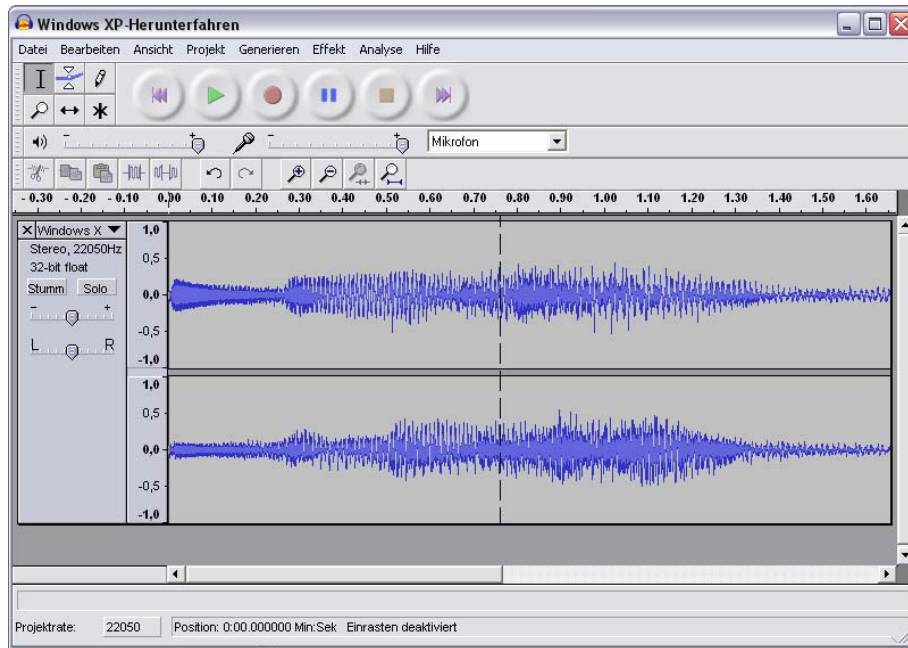 Windows XP-Herunterfahren
Datei Bearbeiten Ansicht Projekt Generieren Effekt Analyse Hilfe
Mikrofon
- 0.30 - 0.20 - 0.10 0.00 0.10 0.20 0.30 0.40 0.50 0.60 0.70 0.80 0.90 1.00 1.10 1.20 1.30 1.40 1.50 1.60
Windows X
Stereo, 22050Hz
32-bit float
Stumm Solo
- +
L R
1,0
0,5
0,0
-0,5
-1,0
1,0
0,5
0,0
-0,5
-1,0
Projektrate: 22050 Position: 0:00.000000 Min:Sek Einrasten deaktiviert